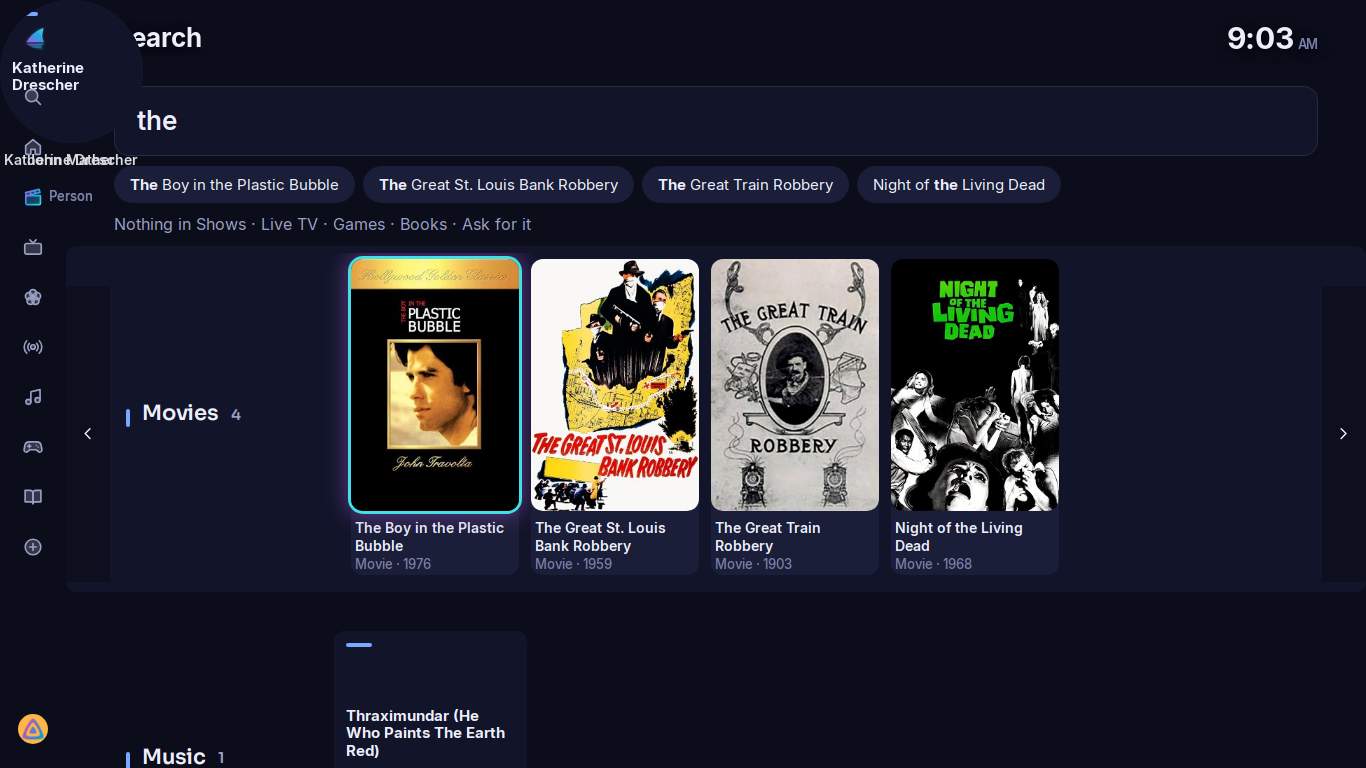 earch
9:03 AM
Katherine
Drescher
the
Person
The Boy in the Plastic Bubble
The Great St. Louis Bank Robbery
The Great Train Robbery
Night of the Living Dead
Nothing in Shows · Live TV · Games · Books · Ask for it
Movies 4
Hollywood Golden Classics
THE BOY IN THE
PLASTIC
BUBBLE
John Travolta
The Boy in the Plastic
Bubble
Movie · 1976
THE GREAT ST. LOUIS
BANK ROBBERY
The Great St. Louis
Bank Robbery
Movie · 1959
THE GREAT TRAIN
ROBBERY
The Great Train
Robbery
Movie · 1903
NIGHT
OF THE
LIVING
DEAD
Night of the Living
Dead
Movie · 1968
Music 1
Thraximundar (He
Who Paints The Earth
Red)